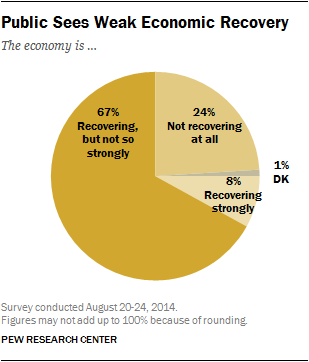 Public Sees Weak Economic Recovery
The economy is ...
67%
Recovering,
but not so
strongly
24%
Not recovering
at all
1%
DK
8%
Recovering
strongly
Survey conducted August 20-24, 2014.
Figures may not add up to 100% because of rounding.
PEW RESEARCH CENTER